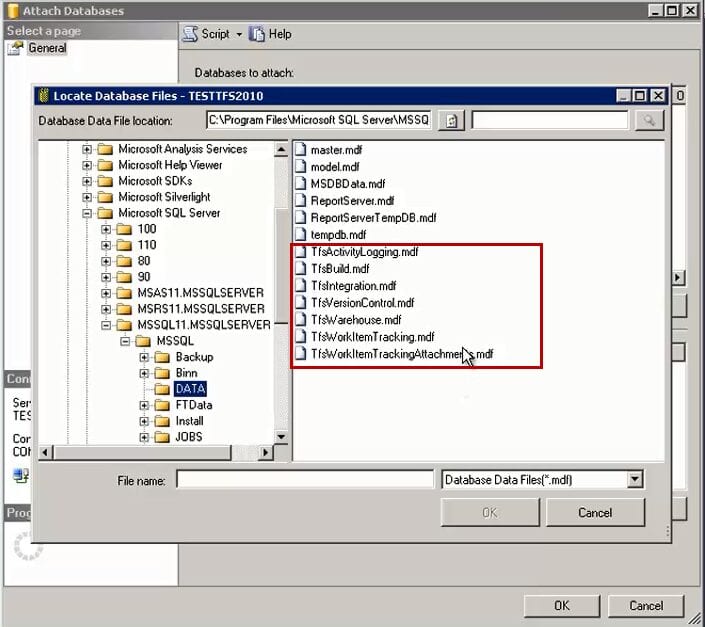 Attach Databases
Select a page
General
Script
Help
Databases to attach:
Locate Database Files - TESTTFS2010
Database Data File location:
C:\Program Files\Microsoft SQL Server\MSSQ
Microsoft Analysis Services
Microsoft Help Viewer
Microsoft SDKs
Microsoft Silverlight
Microsoft SQL Server
100
110
80
90
MSAS11.MSSQLSERVER
MSRS11.MSSQLSERVER
MSSQL11.MSSQLSERVER
MSSQL
Backup
Binn
DATA
FTData
Install
JOBS
master.mdf
model.mdf
MSDBData.mdf
ReportServer.mdf
ReportServerTempDB.mdf
tempdb.mdf
TfsActivityLogging.mdf
TfsBuild.mdf
TfsIntegration.mdf
TfsVersionControl.mdf
TfsWarehouse.mdf
TfsWorkItemTracking.mdf
TfsWorkItemTrackingAttachments.mdf
File name:
Database Data Files(*.mdf)
OK
Cancel
Con
Ser
TES
Con
COM
Prog
OK
Cancel